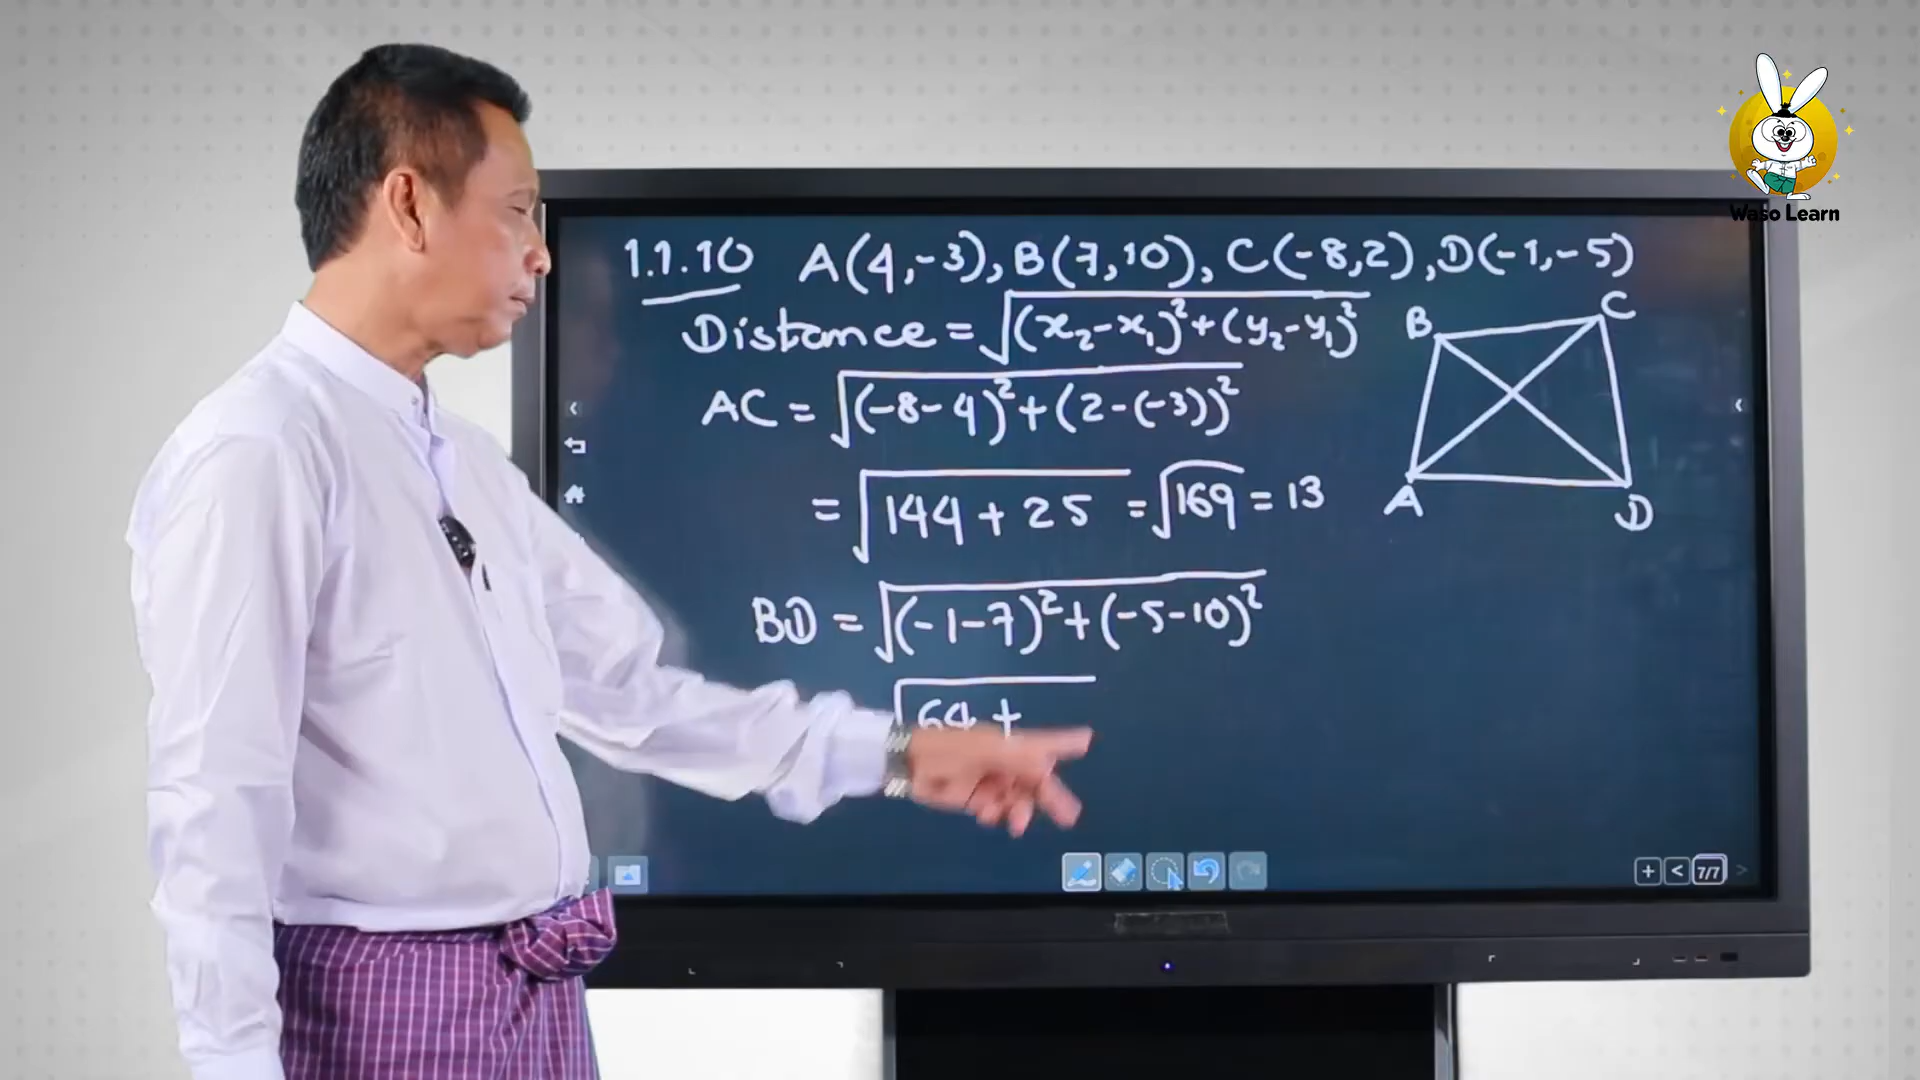 Waso Learn
1.1.10 A(4,-3), B(7,10), C(-8,2), D(-1,-5)
Distance = √(x₂-x₁)²+(y₂-y₁)²
AC = √(-8-4)²+(2-(-3))²
= √144+25 = √169 = 13
BD = √(-1-7)²+(-5-10)²
√64+
B
C
A
D
7/7